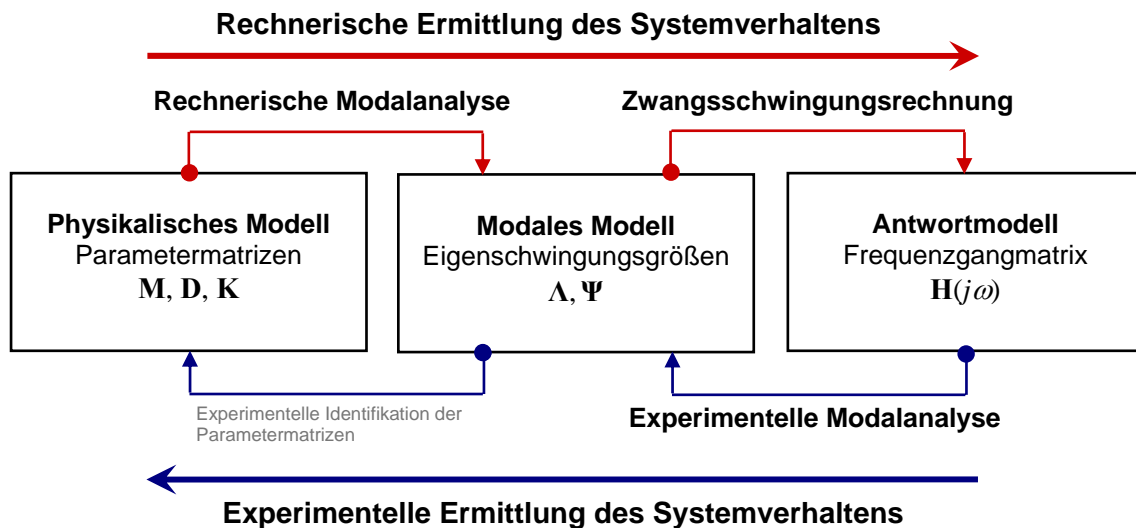 Rechnerische Ermittlung des Systemverhaltens
Rechnerische Modalanalyse
Zwangsschwingungsrechnung
Physikalisches Modell
Parametermatrizen
M, D, K
Modales Modell
Eigenschwingungsgrößen
Λ, Ψ
Antwortmodell
Frequenzgangmatrix
H(jω)
Experimentelle Identifikation der
Parametermatrizen
Experimentelle Modalanalyse
Experimentelle Ermittlung des Systemverhaltens